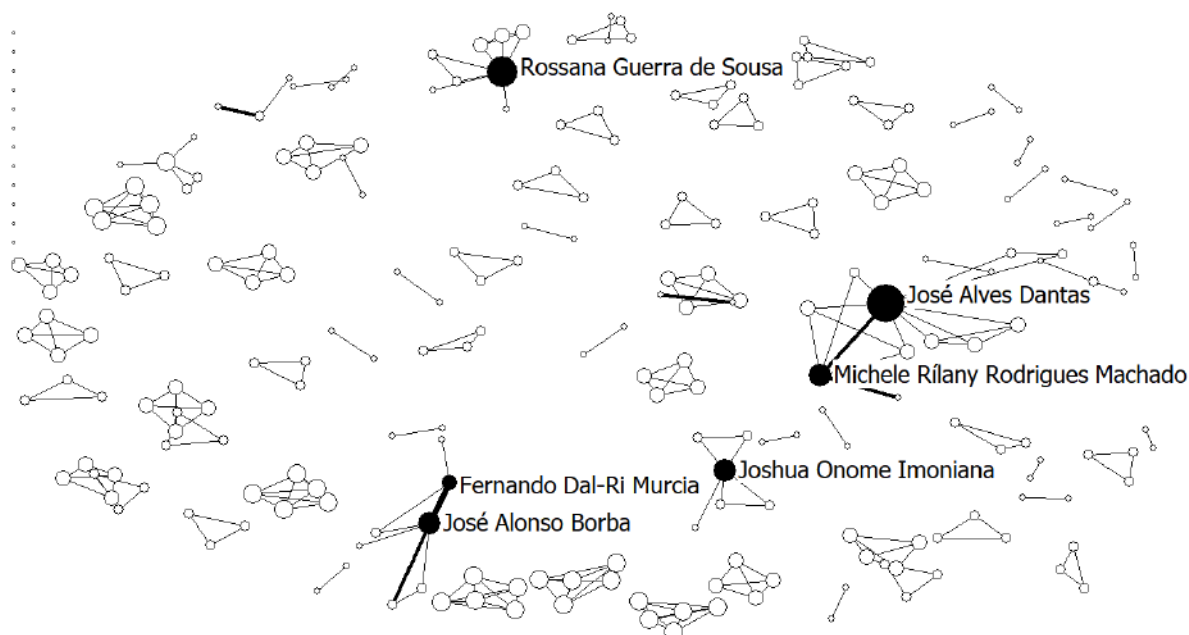 Rossana Guerra de Sousa
José Alves Dantas
Michele Rílany Rodrigues Machado
Joshua Onome Imoniana
Fernando Dal-Ri Murcia
José Alonso Borba